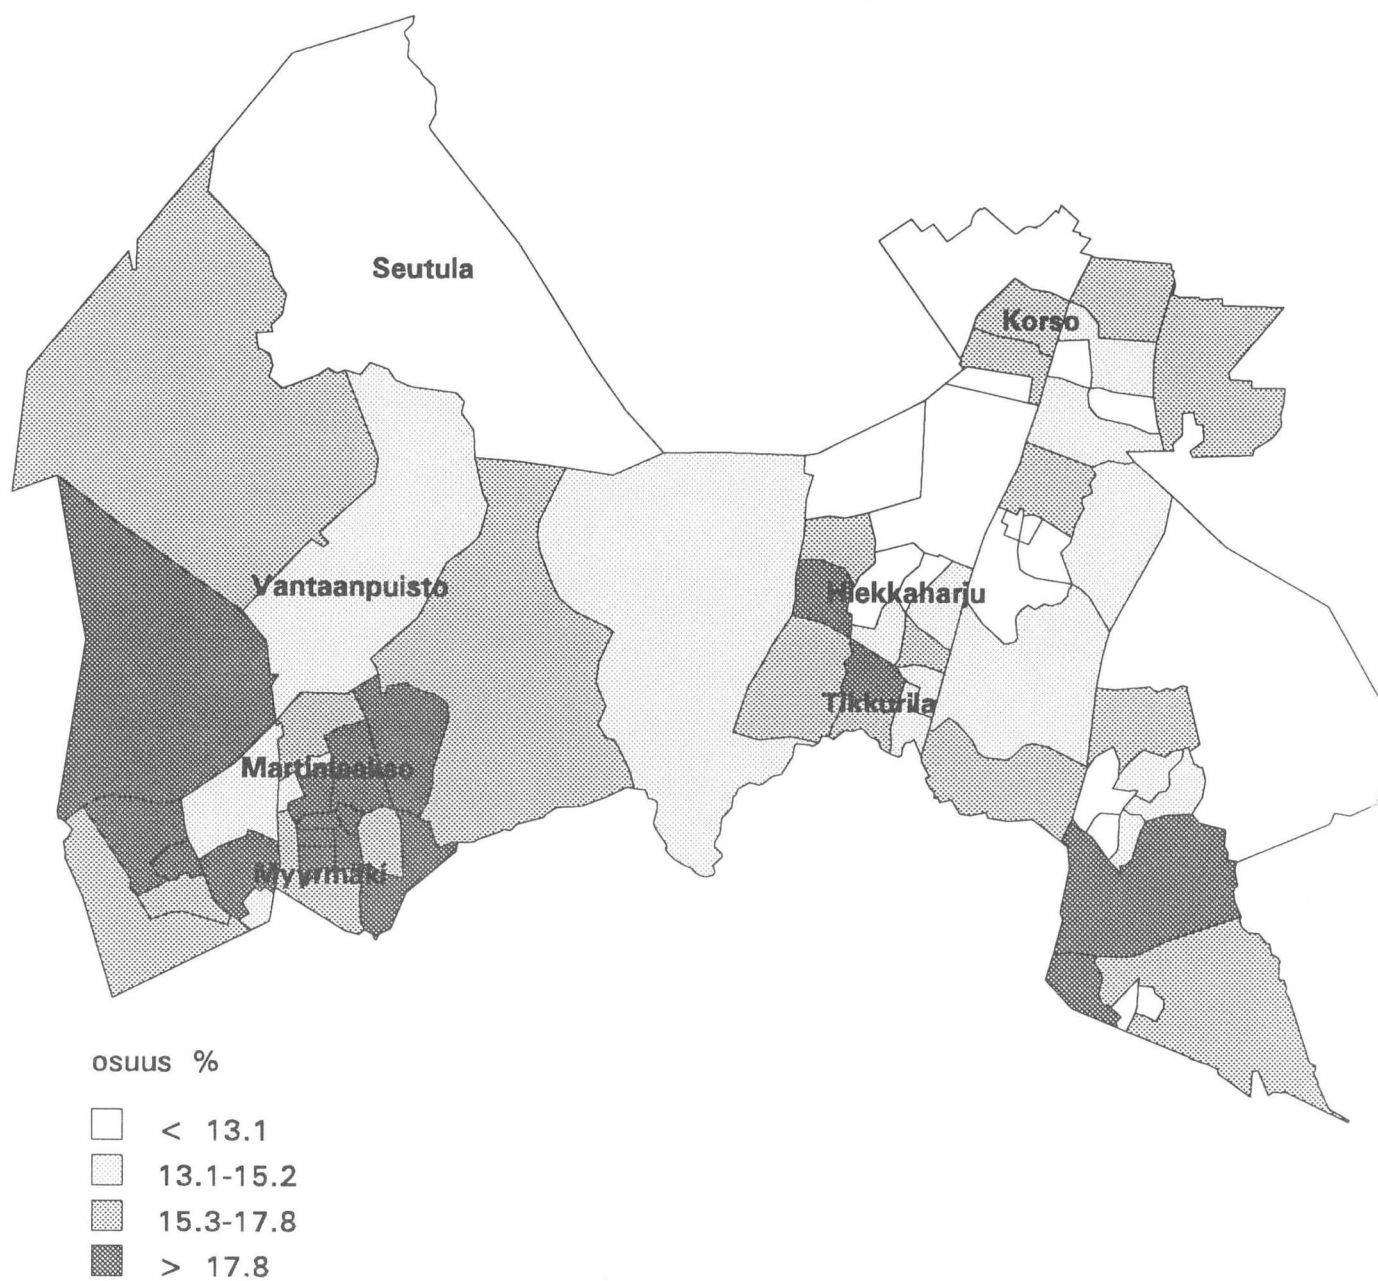 Seutula
Korso
Vantaanpuisto
Hiekkaharju
Tikkurila
Martinlaakso
Myyrmäki
osuus %
< 13.1
13.1-15.2
15.3-17.8
> 17.8